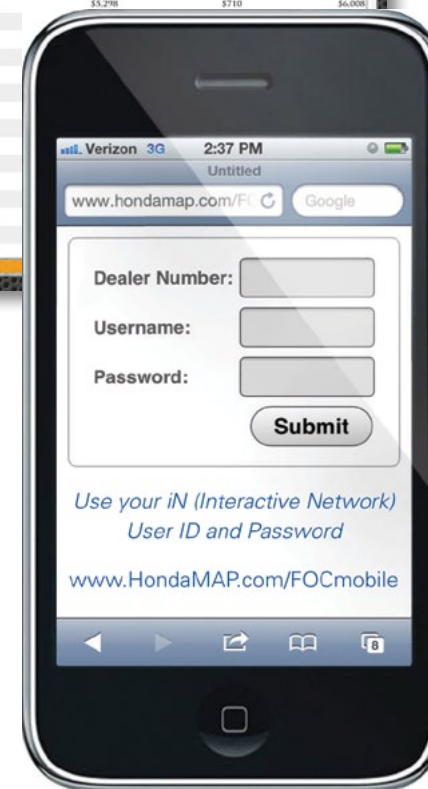 $5,298 $710 $6,008
Verizon 3G 2:37 PM
Untitled
www.hondamap.com/F Google
Dealer Number:
Username:
Password:
Submit
Use your iN (Interactive Network)
User ID and Password
www.HondaMAP.com/FOCmobile
8